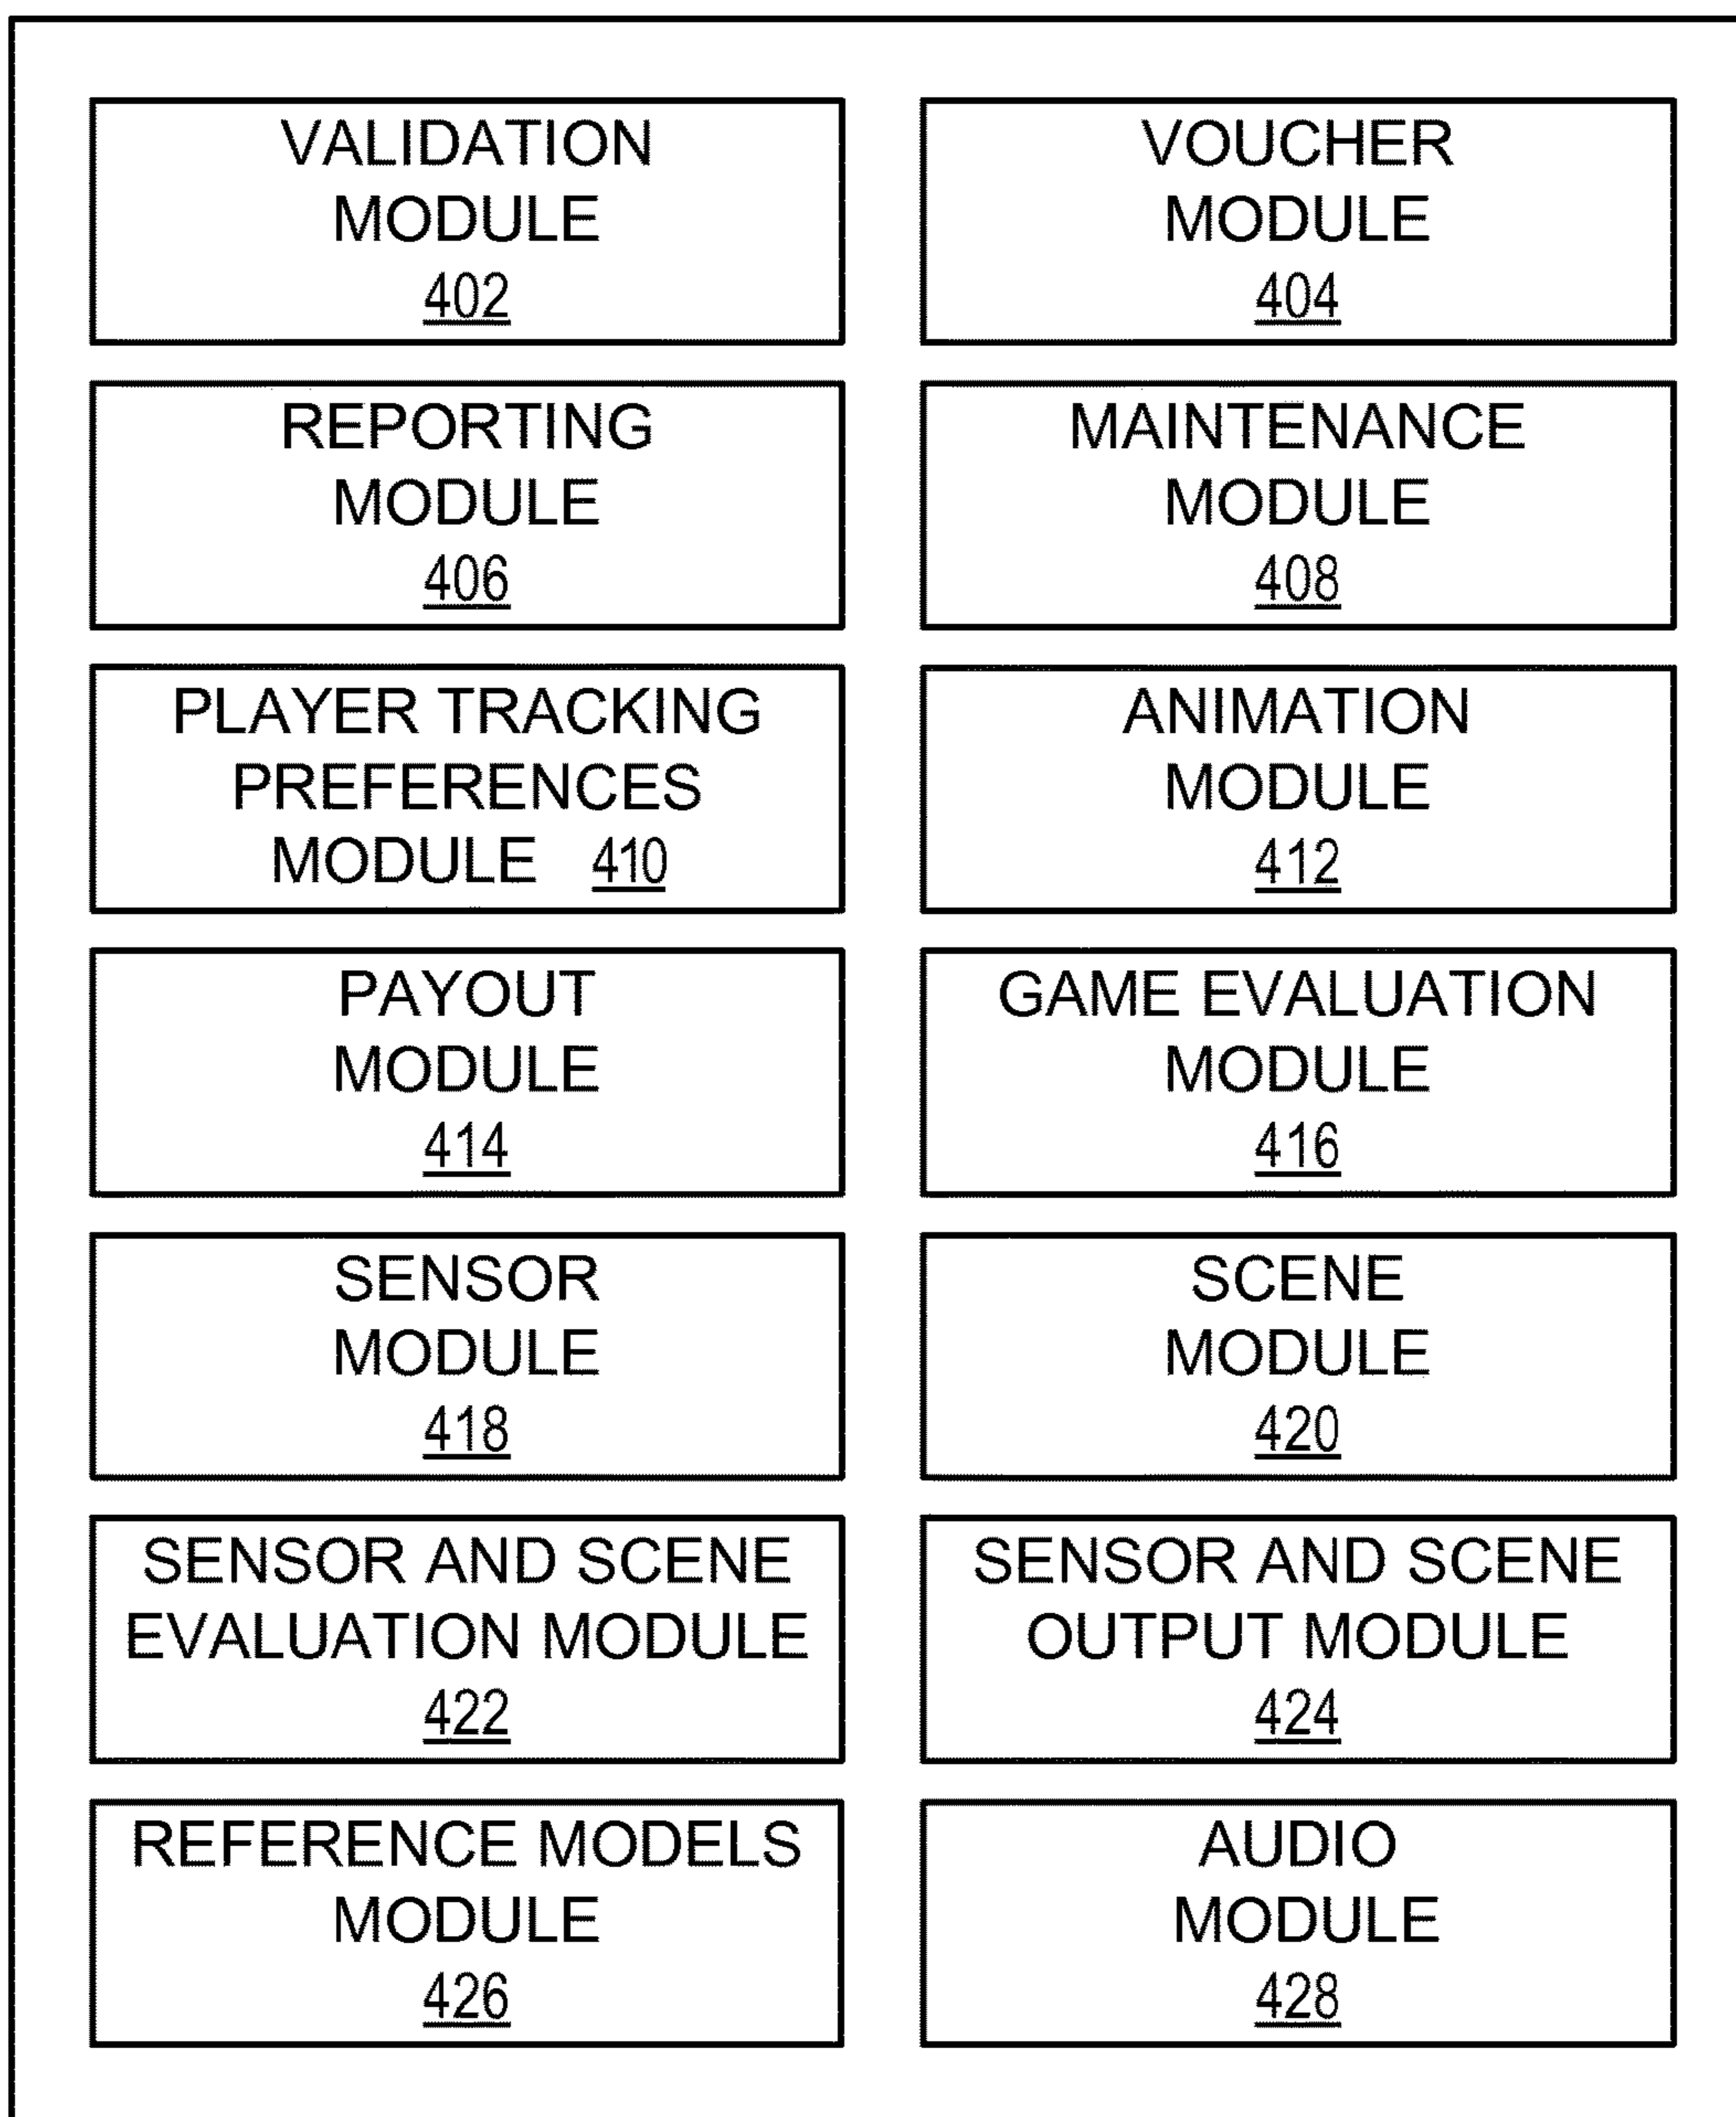 VALIDATION
MODULE
402
VOUCHER
MODULE
404
REPORTING
MODULE
406
MAINTENANCE
MODULE
408
PLAYER TRACKING
PREFERENCES
MODULE 410
ANIMATION
MODULE
412
PAYOUT
MODULE
414
GAME EVALUATION
MODULE
416
SENSOR
MODULE
418
SCENE
MODULE
420
SENSOR AND SCENE
EVALUATION MODULE
422
SENSOR AND SCENE
OUTPUT MODULE
424
REFERENCE MODELS
MODULE
426
AUDIO
MODULE
428